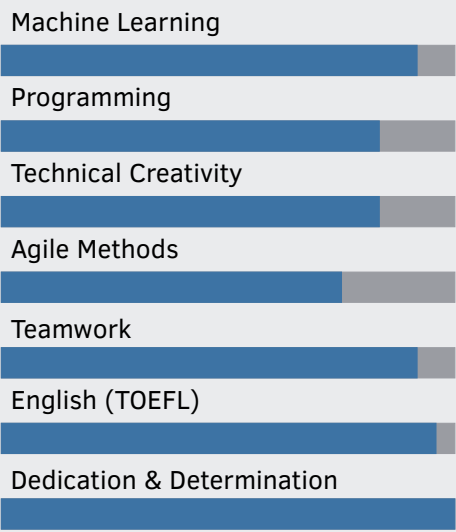 Machine Learning
Programming
Technical Creativity
Agile Methods
Teamwork
English (TOEFL)
Dedication & Determination